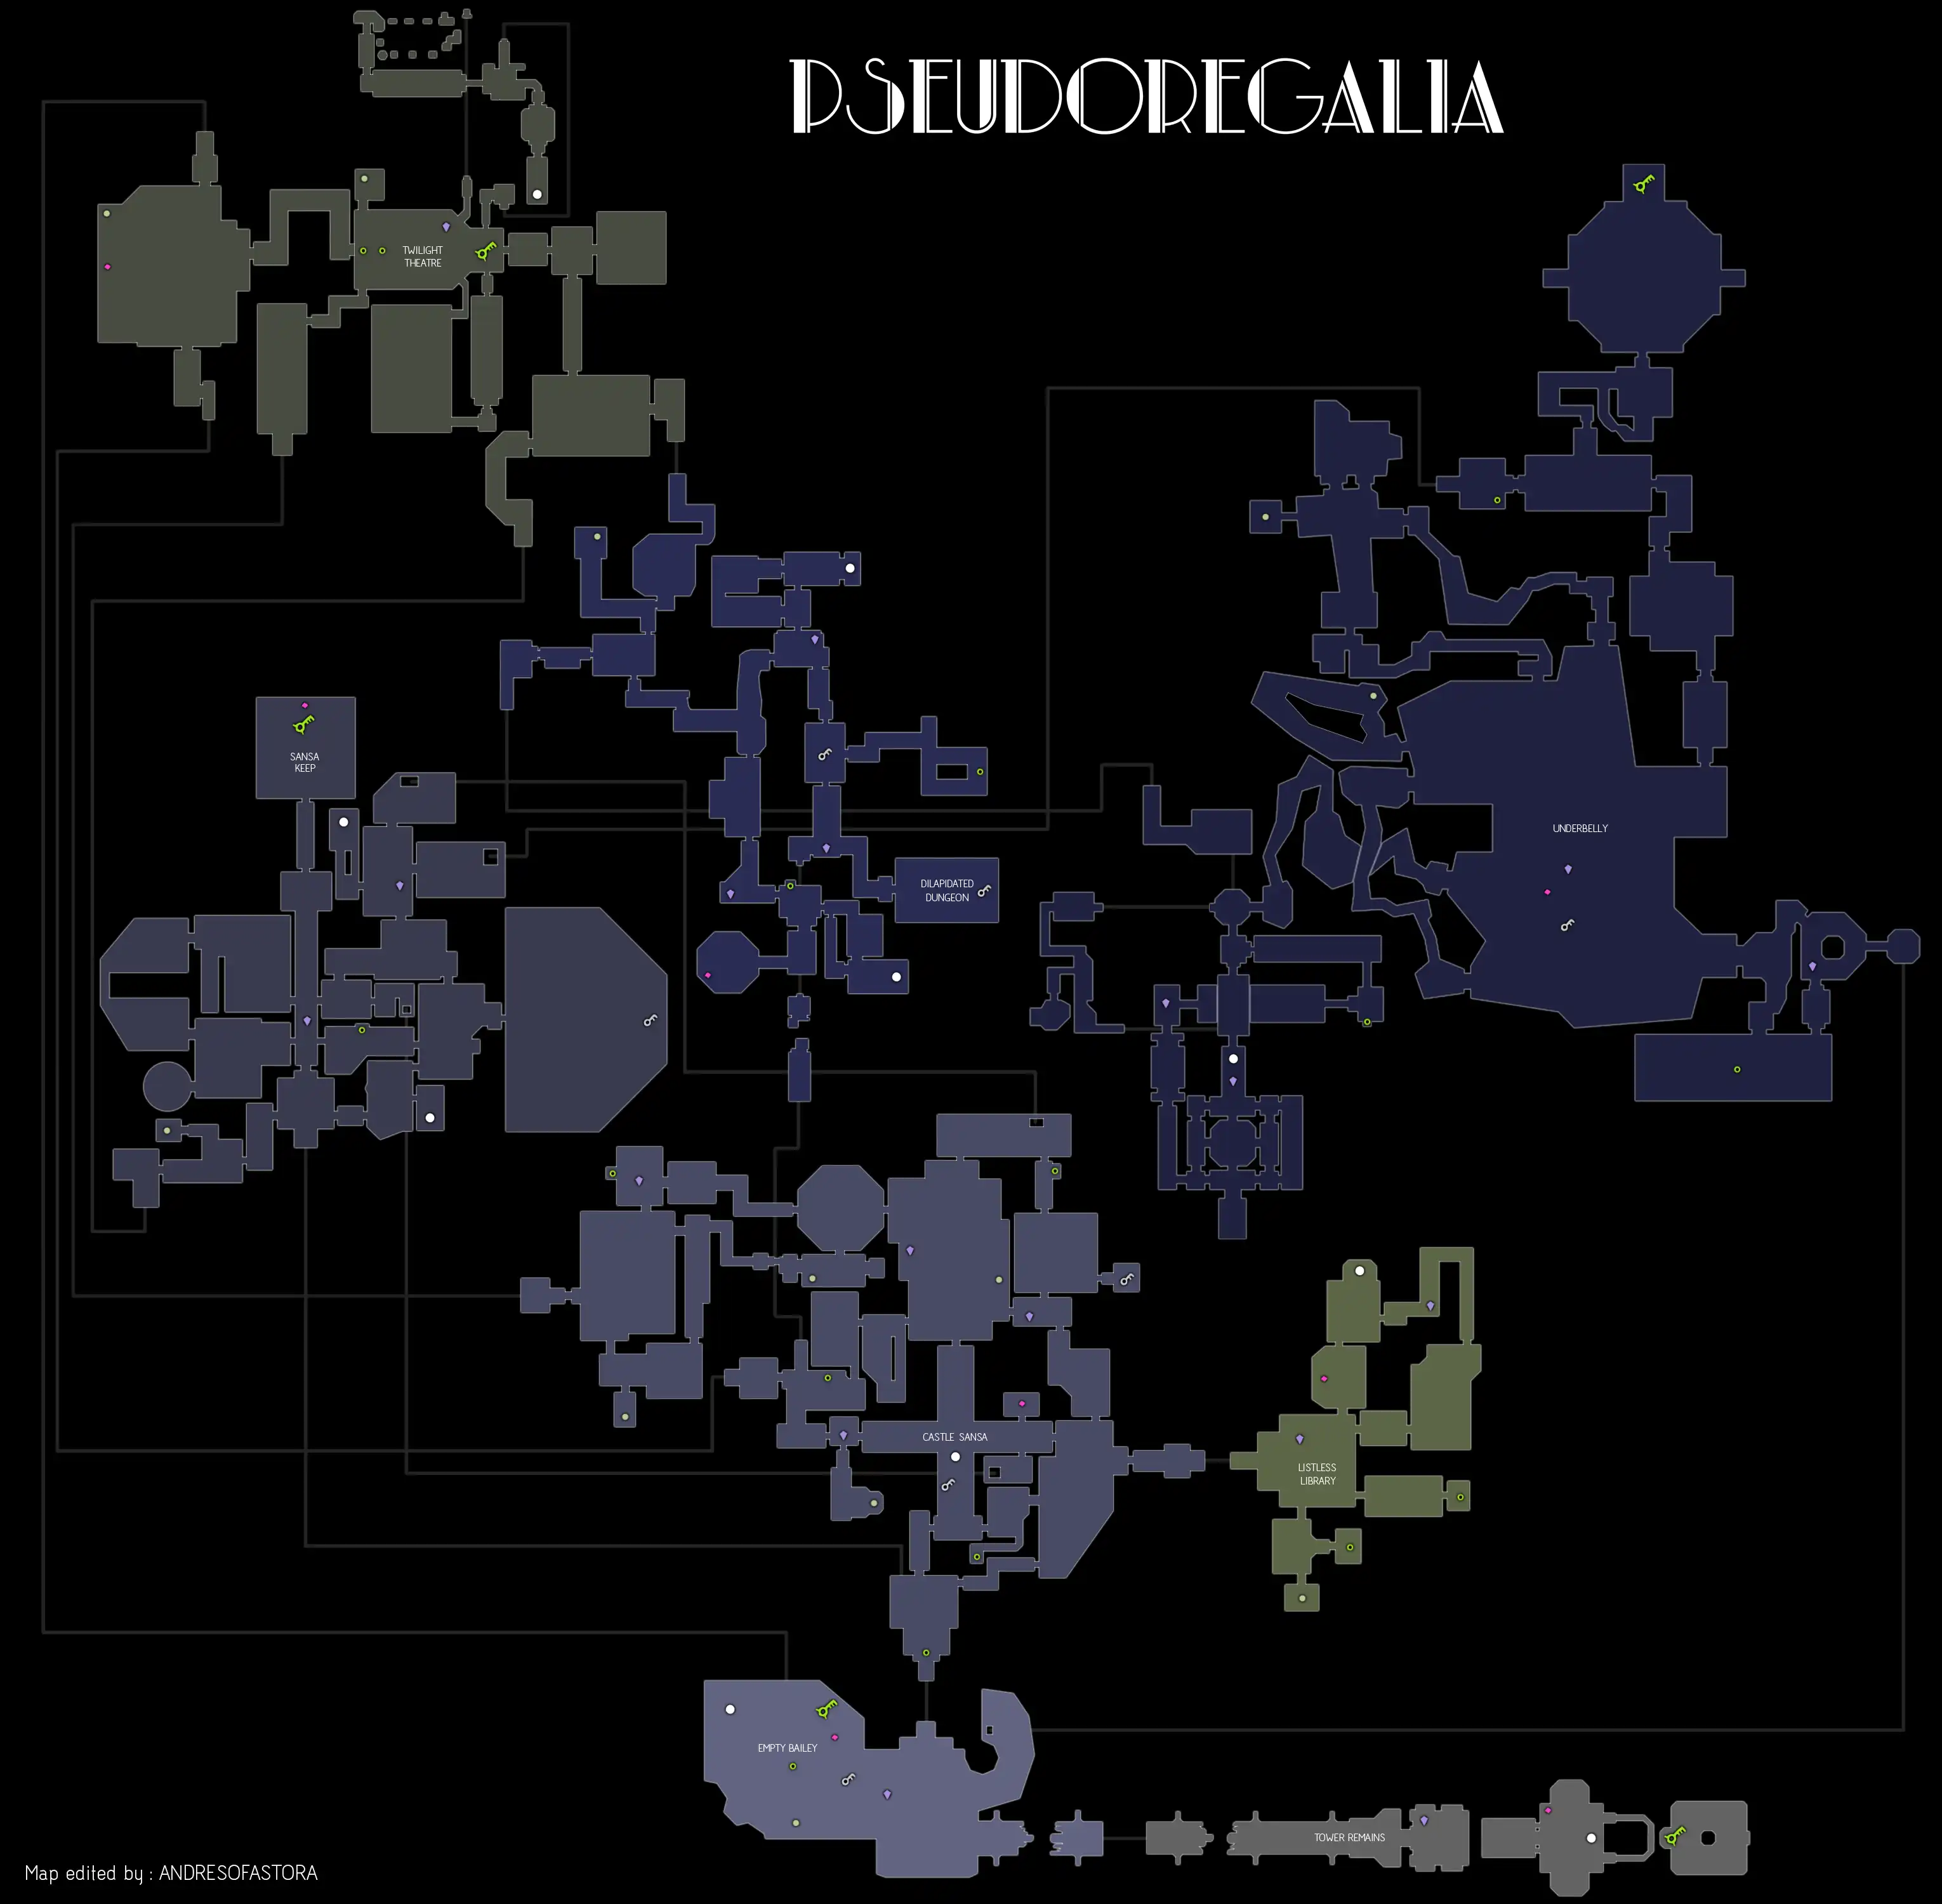 PSEUDOREGALIA
TWILIGHT
THEATRE
SANSA
KEEP
UNDERBELLY
DILAPIDATED
DUNGEON
CASTLE SANSA
LISTLESS
LIBRARY
EMPTY BAILEY
TOWER REMAINS
Map edited by : ANDRESOFASTORA